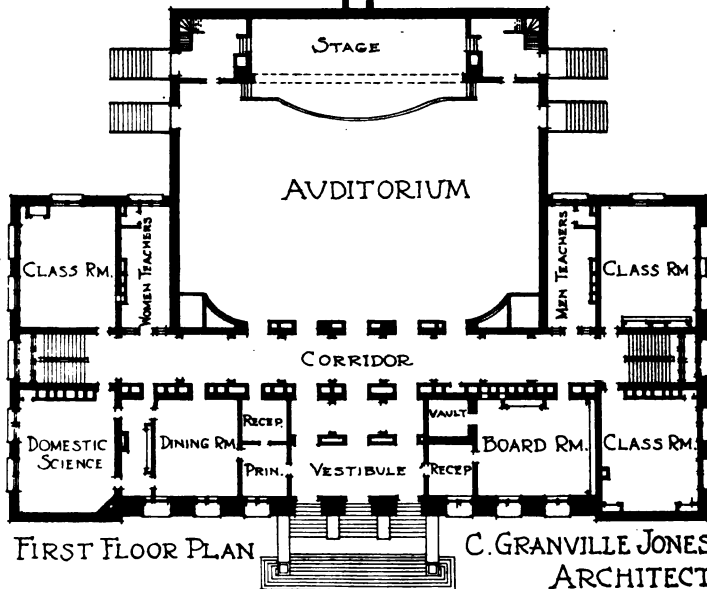 STAGE
AUDITORIUM
CLASS RM.
WOMEN TEACHERS
MEN TEACHERS
CLASS RM
CORRIDOR
RECEP.
VAULT
DOMESTIC
SCIENCE
DINING RM.
BOARD RM.
CLASS RM.
PRIN.
VESTIBULE
RECEP
FIRST FLOOR PLAN
C. GRANVILLE JONES
ARCHITECT